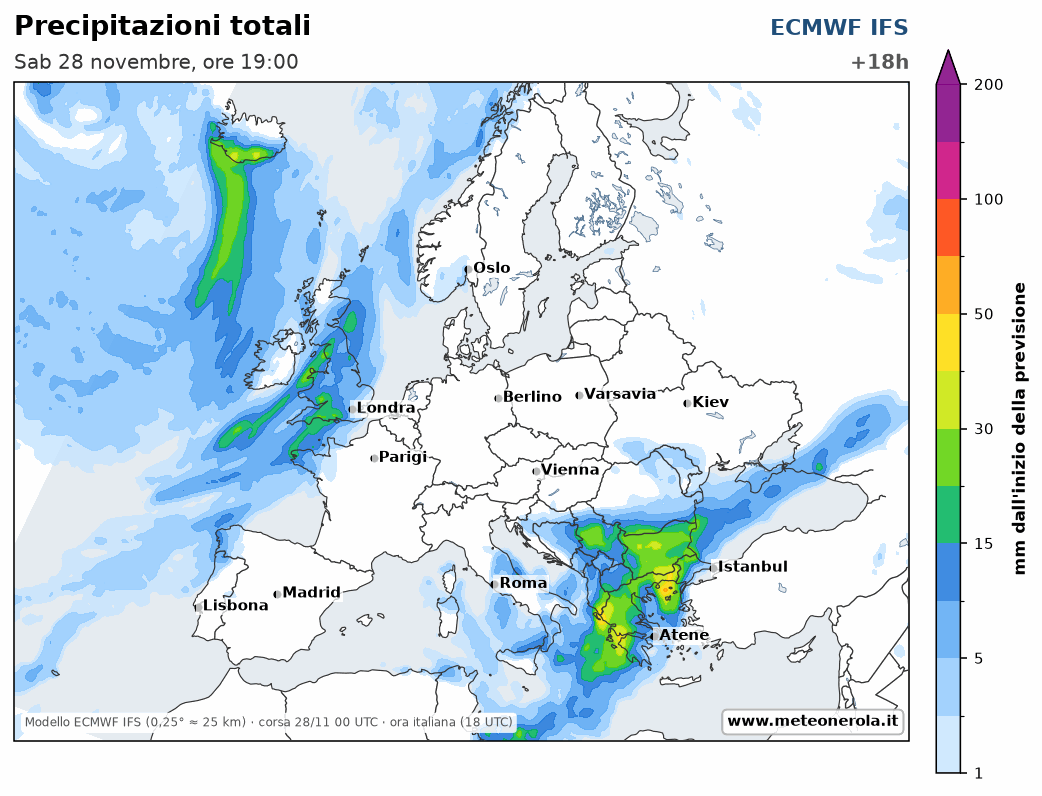 Precipitazioni totali
ECMWF IFS
Sab 28 novembre, ore 19:00
+18h
200
100
50
30
15
5
1
mm dall'inizio della previsione
Oslo
Londra
Berlino
Varsavia
Kiev
Parigi
Vienna
Istanbul
Roma
Madrid
Lisbona
Atene
Modello ECMWF IFS (0,25° ≈ 25 km) · corsa 28/11 00 UTC · ora italiana (18 UTC)
www.meteonerola.it